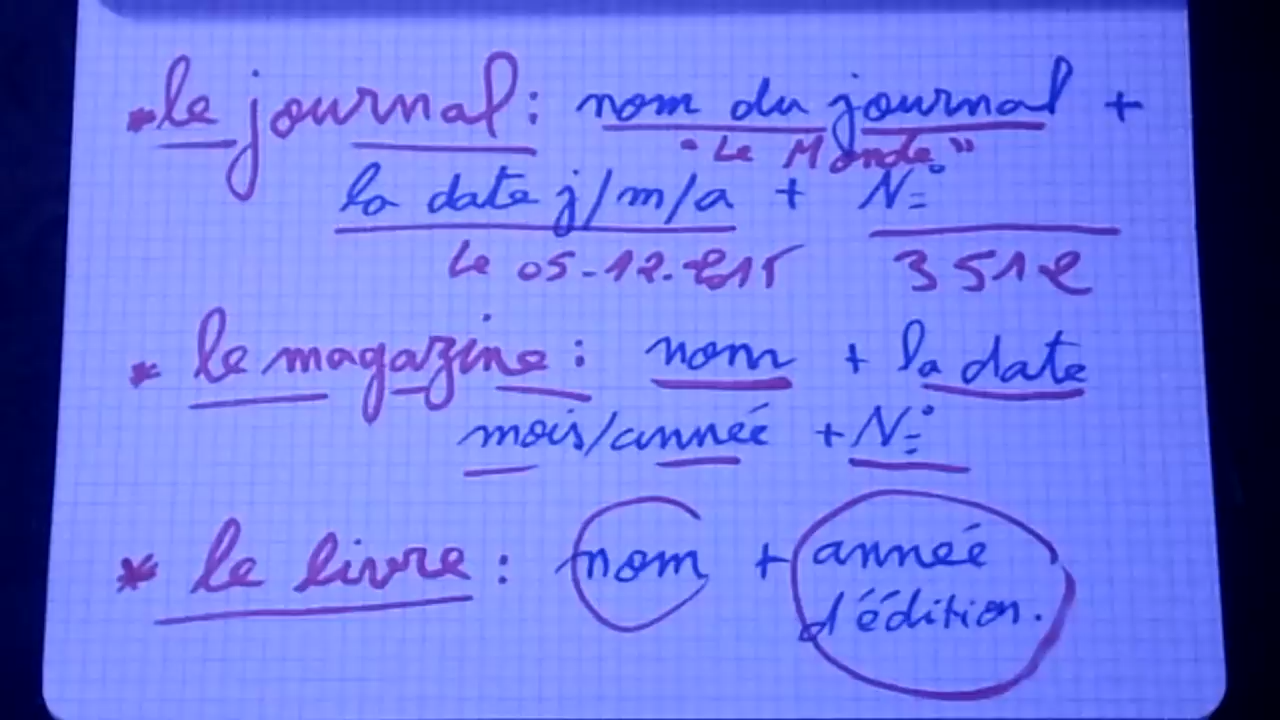 * le journal : nom du journal +
"Le Monde"
la date j/m/a + N°
Le 05-12-2015 3512
* le magazine : nom + la date
mois/année + N°
* le livre : nom + année
d'édition.